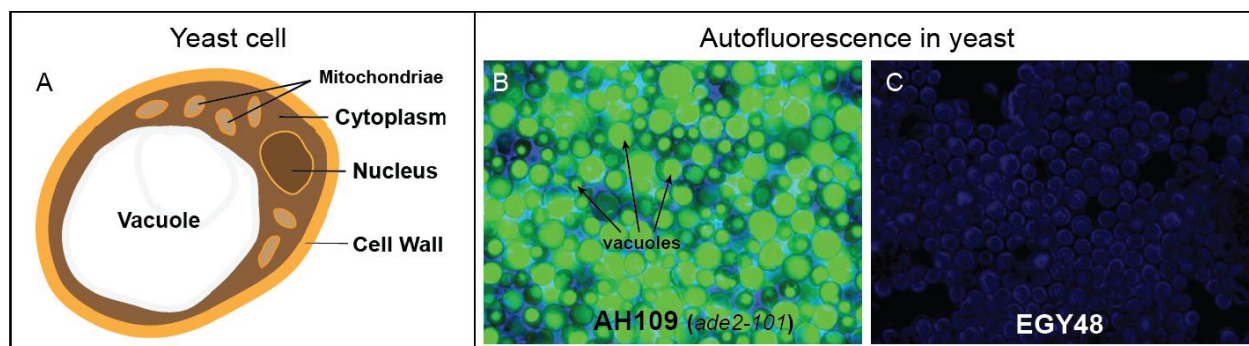 Yeast cell
A
Mitochondriae
Cytoplasm
Nucleus
Vacuole
Cell Wall
Autofluorescence in yeast
B
vacuoles
AH109 (ade2-101)
C
EGY48